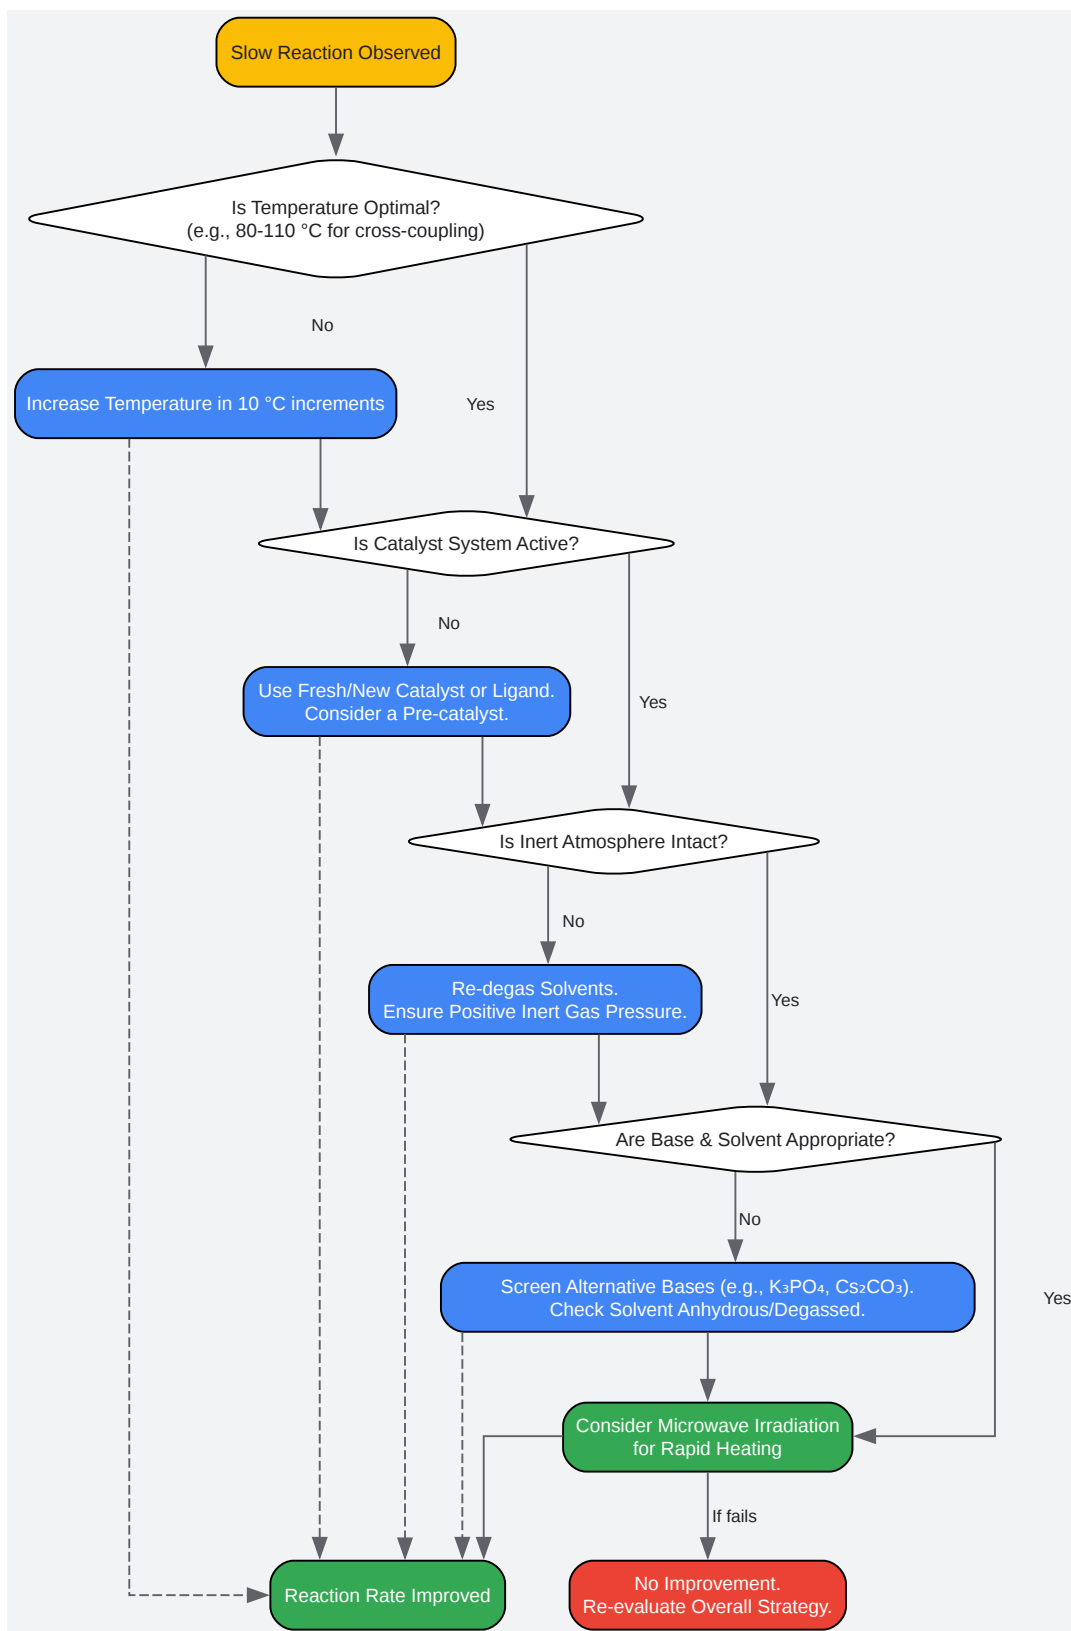 Slow Reaction Observed
Is Temperature Optimal?
(e.g., 80-110 °C for cross-coupling)
No
Increase Temperature in 10 °C increments
Yes
Is Catalyst System Active?
No
Use Fresh/New Catalyst or Ligand.
Consider a Pre-catalyst.
Yes
Is Inert Atmosphere Intact?
No
Re-degas Solvents.
Ensure Positive Inert Gas Pressure.
Yes
Are Base & Solvent Appropriate?
No
Screen Alternative Bases (e.g., K₃PO₄, Cs₂CO₃).
Check Solvent Anhydrous/Degassed.
Yes
Consider Microwave Irradiation
for Rapid Heating
If fails
Reaction Rate Improved
No Improvement.
Re-evaluate Overall Strategy.